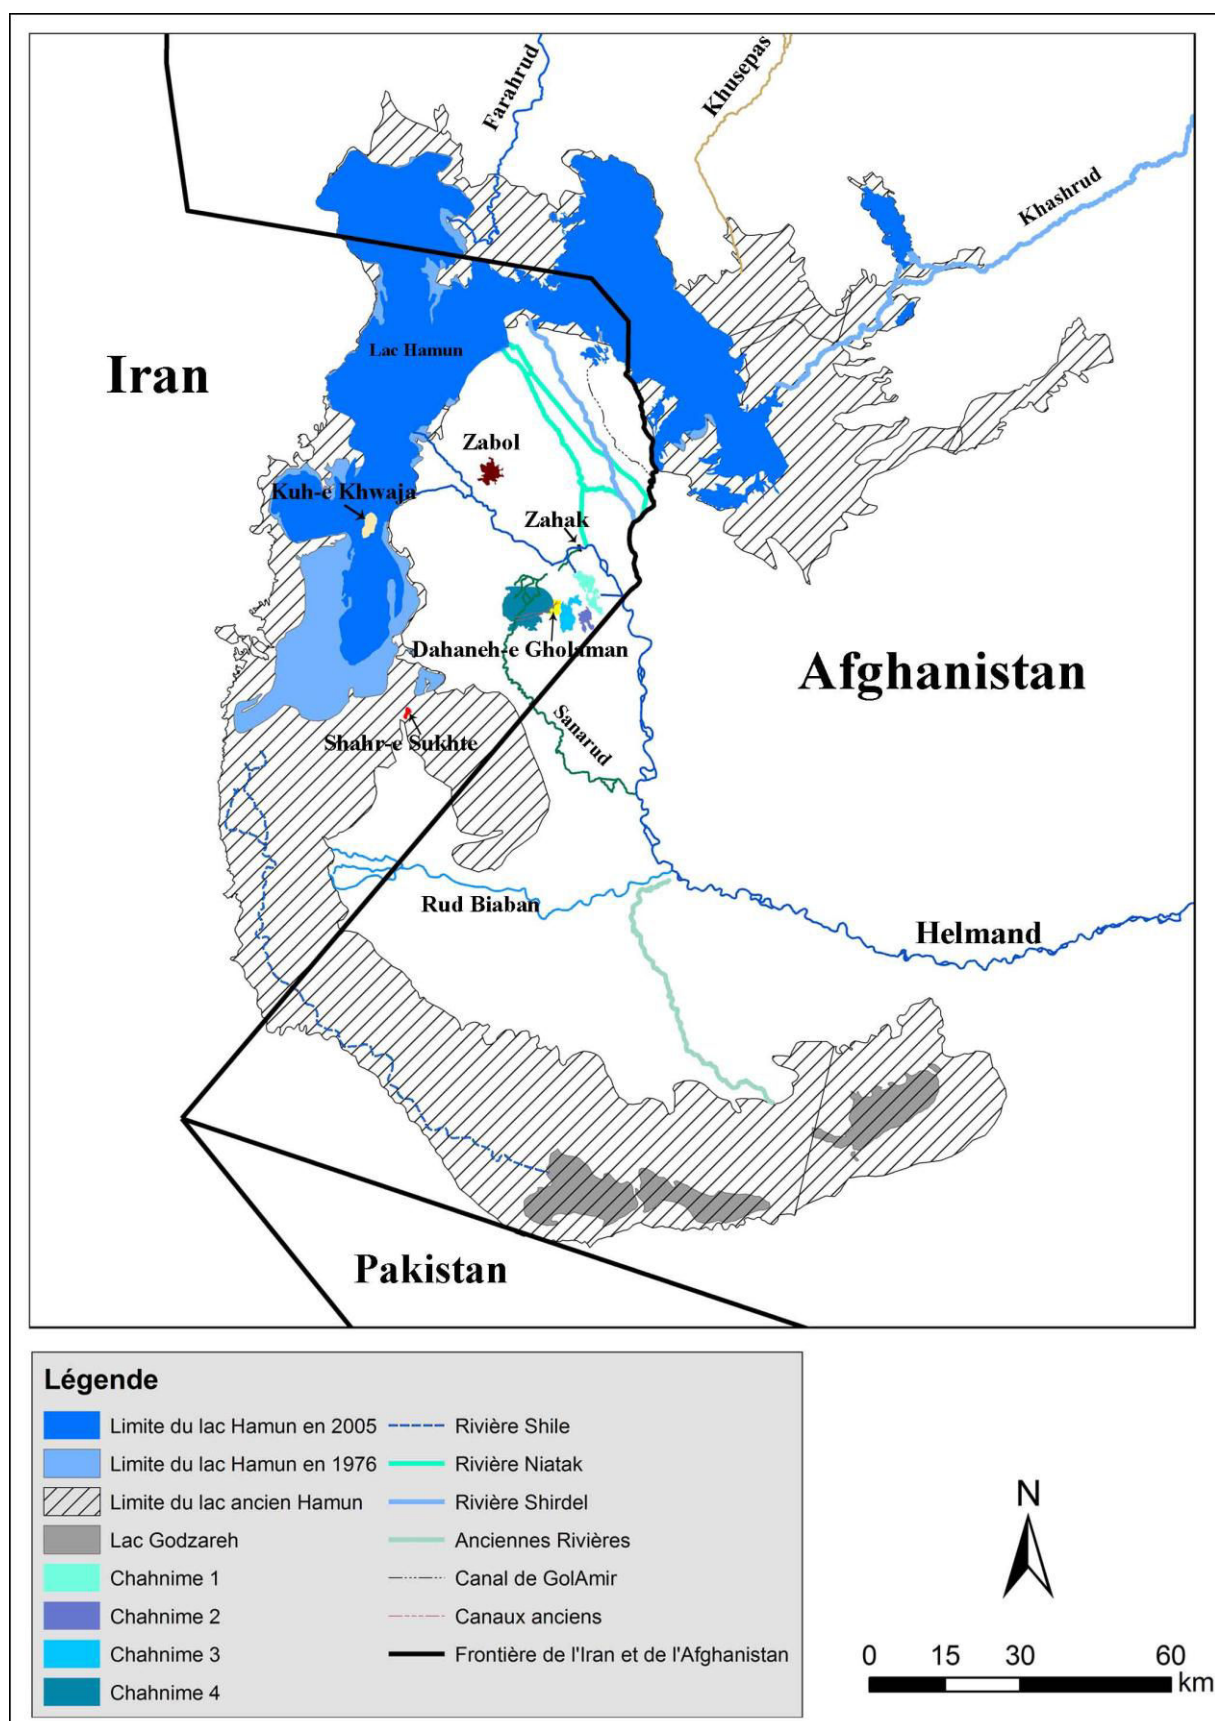 Farahrud
Khusepas
Khashrud
Iran
Lac Hamun
Zabol
Kuh-e Khwaja
Zahak
Dahaneh-e Gholaman
Afghanistan
Shahr-e Sukhte
Sanarud
Rud Biaban
Helmand
Pakistan
Légende
Limite du lac Hamun en 2005
Limite du lac Hamun en 1976
Limite du lac ancien Hamun
Lac Godzareh
Chahnime 1
Chahnime 2
Chahnime 3
Chahnime 4
Rivière Shile
Rivière Niatak
Rivière Shirdel
Anciennes Rivières
Canal de GolAmir
Canaux anciens
Frontière de l'Iran et de l'Afghanistan
N
0 15 30 60
km